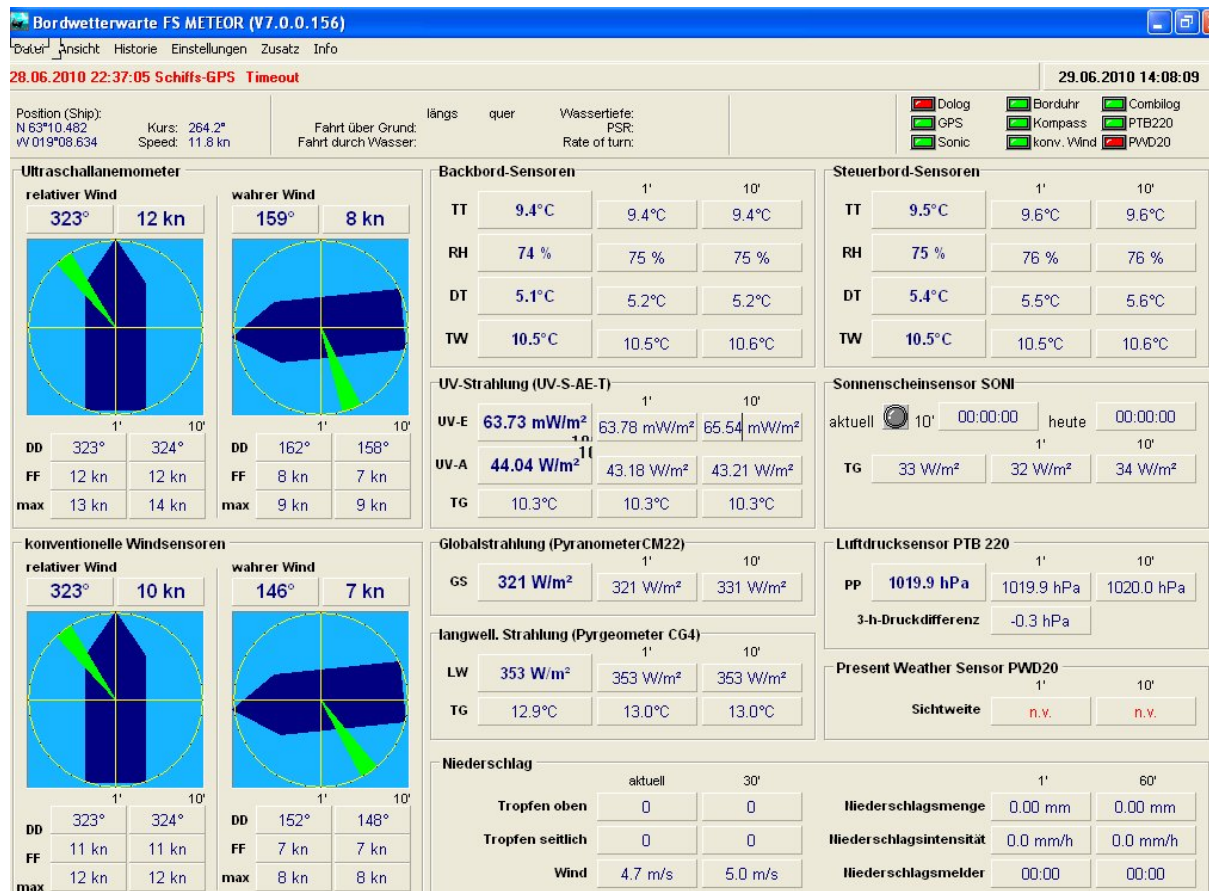 Bordwetterwarte FS METEOR (V7.0.0.156)
Datei Ansicht Historie Einstellungen Zusatz Info
28.06.2010 22:37:05 Schiffs-GPS Timeout 29.06.2010 14:08:09
Position (Ship): längs quer Wassertiefe: Dolog Borduhr Combilog
N 63°10.482 Kurs: 264.2° Fahrt über Grund: PSR: GPS Kompass PTB220
W 019°08.634 Speed: 11.8 kn Fahrt durch Wasser: Rate of turn: Sonic konv. Wind PWD20
Ultraschallanemometer
relativer Wind wahrer Wind
323° 12 kn 159° 8 kn
1' 10' 1' 10'
DD 323° 324° DD 162° 158°
FF 12 kn 12 kn FF 8 kn 7 kn
max 13 kn 14 kn max 9 kn 9 kn
konventionelle Windsensoren
relativer Wind wahrer Wind
323° 10 kn 146° 7 kn
1' 10' 1' 10'
DD 323° 324° DD 152° 148°
FF 11 kn 11 kn FF 7 kn 7 kn
max 12 kn 12 kn max 8 kn 8 kn
Backbord-Sensoren
1' 10'
TT 9.4°C 9.4°C 9.4°C
RH 74 % 75 % 75 %
DT 5.1°C 5.2°C 5.2°C
TW 10.5°C 10.5°C 10.6°C
Steuerbord-Sensoren
1' 10'
TT 9.5°C 9.6°C 9.6°C
RH 75 % 76 % 76 %
DT 5.4°C 5.5°C 5.6°C
TW 10.5°C 10.5°C 10.6°C
UV-Strahlung (UV-S-AE-T)
1' 10'
UV-E 63.73 mW/m² 63.78 mW/m² 65.54 mW/m²
UV-A 44.04 W/m² 43.18 W/m² 43.21 W/m²
TG 10.3°C 10.3°C 10.3°C
Sonnenscheinsensor SONI
aktuell 10' 00:00:00 heute 00:00:00
1' 10'
TG 33 W/m² 32 W/m² 34 W/m²
Globalstrahlung (PyranometerCM22)
1' 10'
GS 321 W/m² 321 W/m² 331 W/m²
Luftdrucksensor PTB 220
1' 10'
PP 1019.9 hPa 1019.9 hPa 1020.0 hPa
3-h-Druckdifferenz -0.3 hPa
langwell. Strahlung (Pyrgeometer CG4)
1' 10'
LW 353 W/m² 353 W/m² 353 W/m²
TG 12.9°C 13.0°C 13.0°C
Present Weather Sensor PWD20
1' 10'
Sichtweite n.v. n.v.
Niederschlag
aktuell 30' 1' 60'
Tropfen oben 0 0 Niederschlagsmenge 0.00 mm 0.00 mm
Tropfen seitlich 0 0 Niederschlagsintensität 0.0 mm/h 0.0 mm/h
Wind 4.7 m/s 5.0 m/s Niederschlagsmelder 00:00 00:00